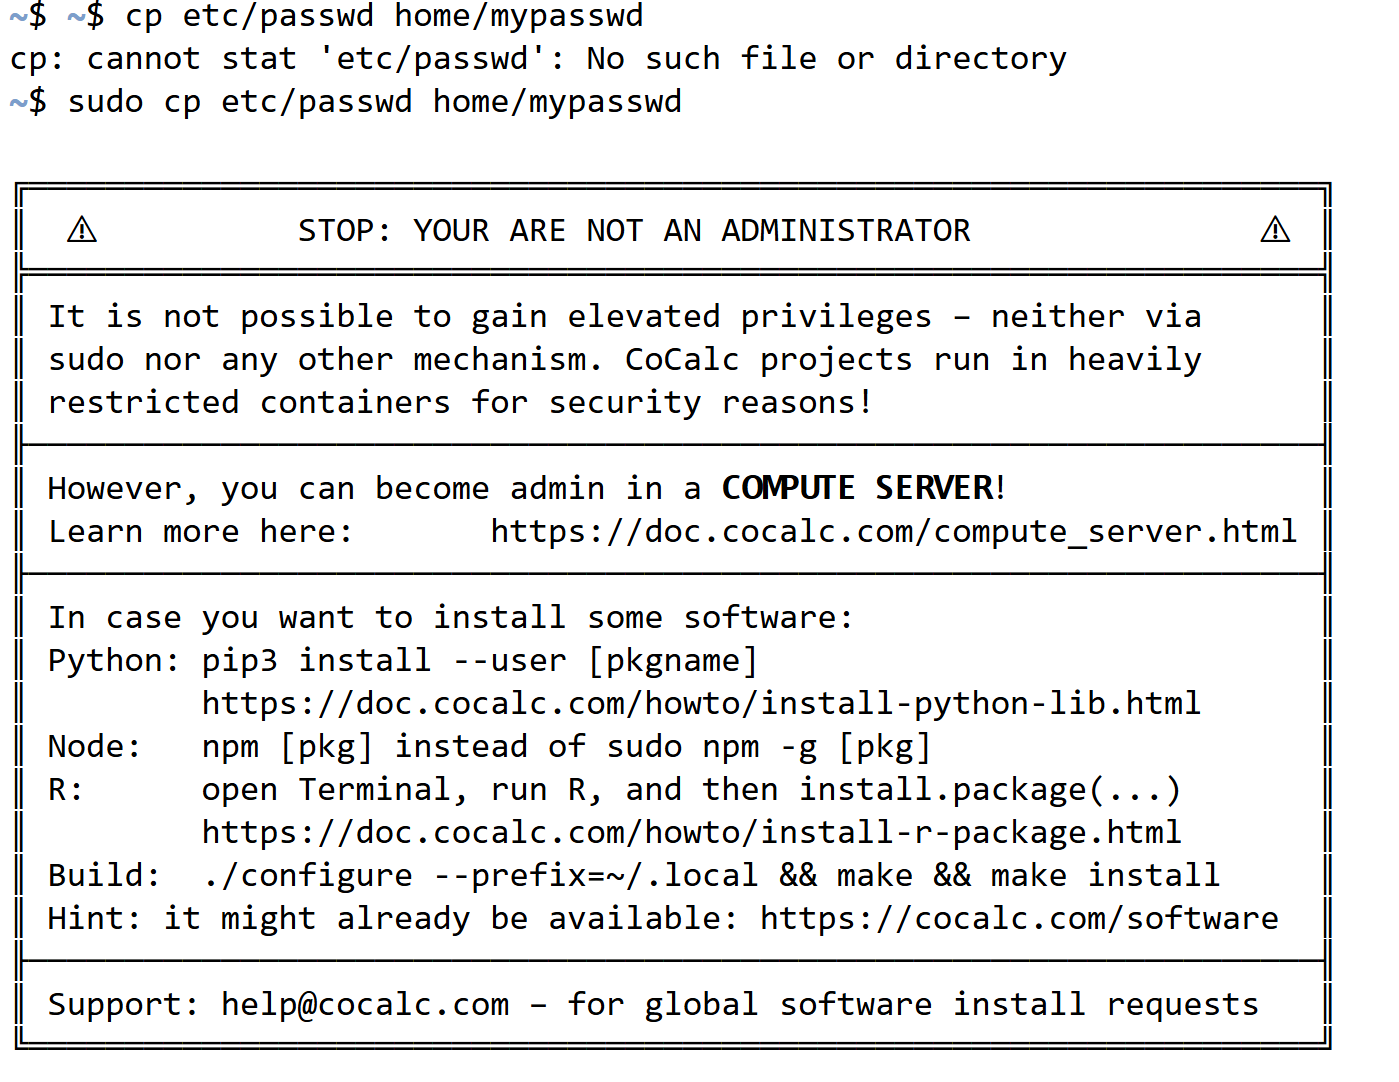 ~$ ~$ cp etc/passwd home/mypasswd
cp: cannot stat 'etc/passwd': No such file or directory
~$ sudo cp etc/passwd home/mypasswd
⚠ STOP: YOUR ARE NOT AN ADMINISTRATOR ⚠
It is not possible to gain elevated privileges – neither via
sudo nor any other mechanism. CoCalc projects run in heavily
restricted containers for security reasons!
However, you can become admin in a COMPUTE SERVER!
Learn more here: https://doc.cocalc.com/compute_server.html
In case you want to install some software:
Python: pip3 install --user [pkgname]
https://doc.cocalc.com/howto/install-python-lib.html
Node: npm [pkg] instead of sudo npm -g [pkg]
R: open Terminal, run R, and then install.package(...)
https://doc.cocalc.com/howto/install-r-package.html
Build: ./configure --prefix=~/.local && make && make install
Hint: it might already be available: https://cocalc.com/software
Support: help@cocalc.com – for global software install requests